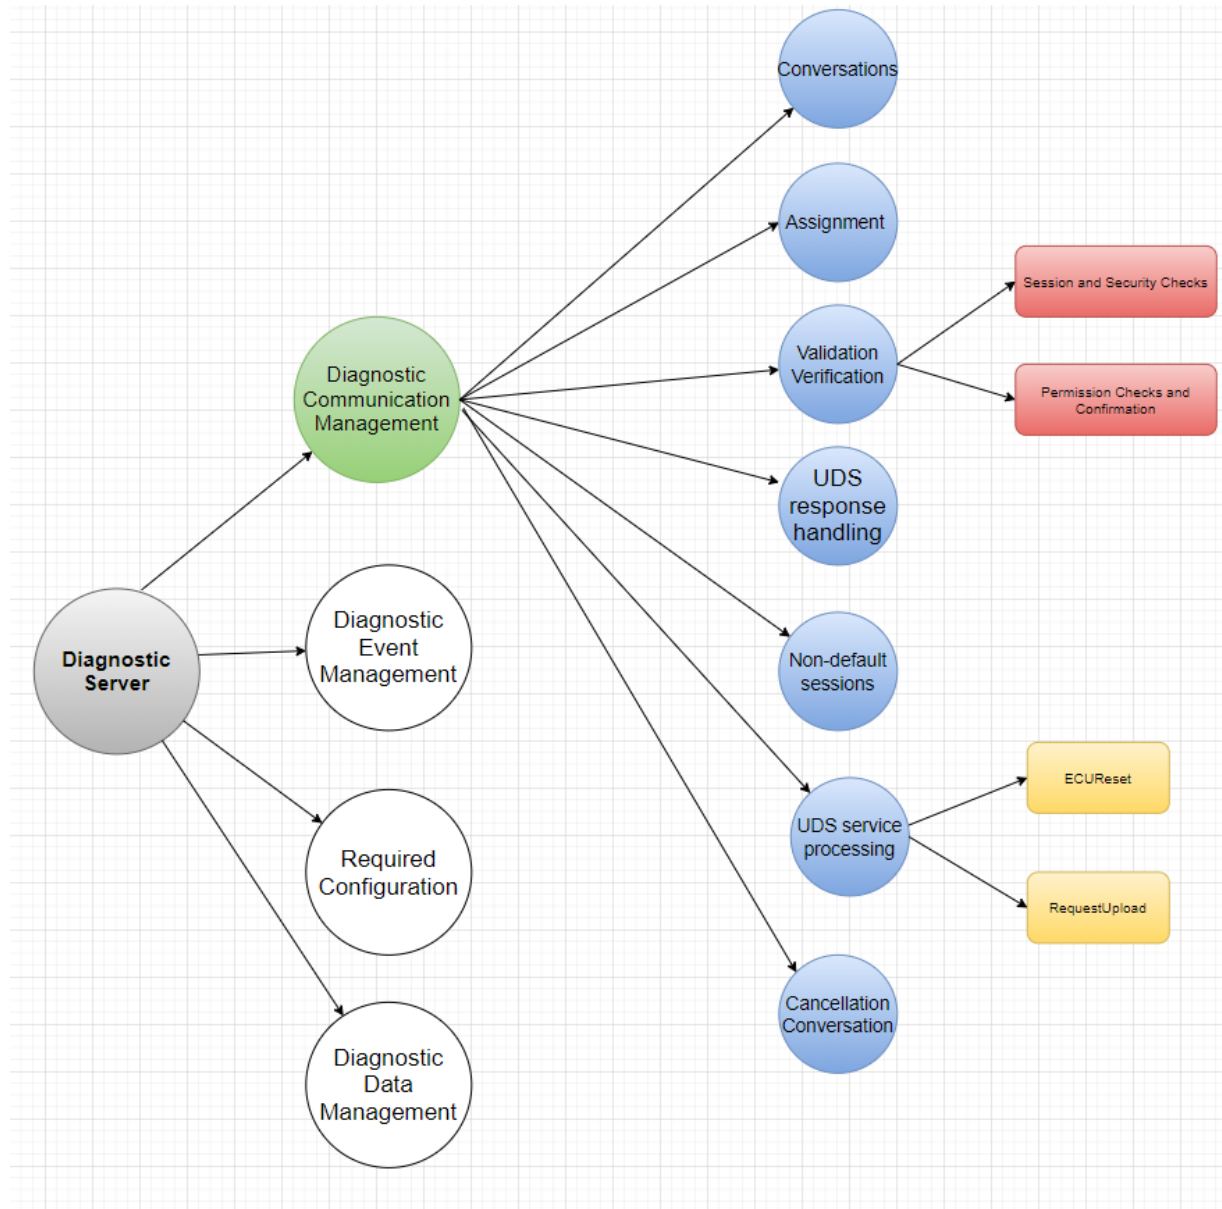 Conversations
Assignment
Session and Security Checks
Validation
Verification
Diagnostic
Communication
Management
Permission Checks and
Confirmation
UDS
response
handling
Diagnostic
Event
Management
Diagnostic
Server
Non-default
sessions
ECUReset
UDS service
processing
Required
Configuration
RequestUpload
Cancellation
Conversation
Diagnostic
Data
Management